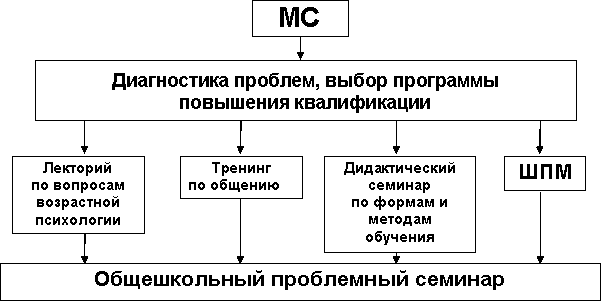 МС
Диагностика проблем, выбор программы
повышения квалификации
Лекторий
по вопросам
возрастной
психологии
Тренинг
по общению
Дидактический
семинар
по формам и
методам
обучения
ШПМ
Общешкольный проблемный семинар